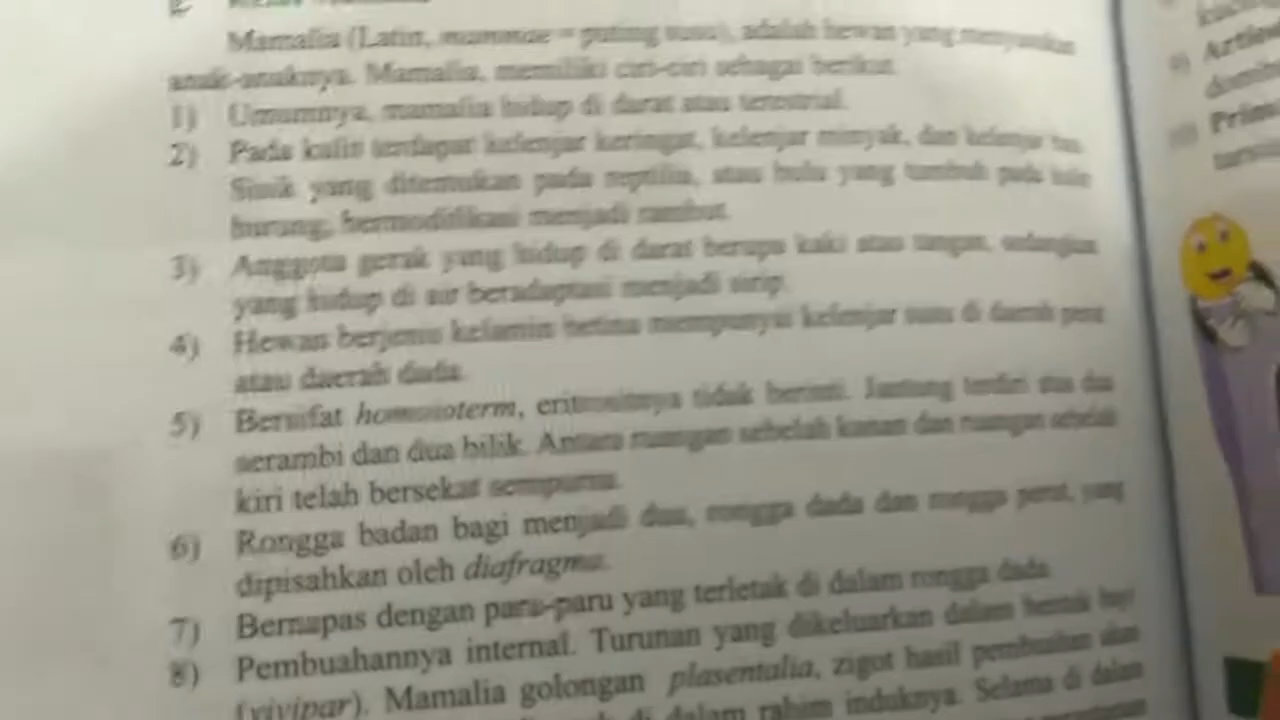 Mamalia (Latin, mammae = puting susu), adalah hewan yang menyusui
anak-anaknya. Mamalia, memiliki ciri-ciri sebagai berikut.
1) Umumnya, mamalia hidup di darat atau terestrial.
2) Pada kulit terdapat kelenjar keringat, kelenjar minyak, dan kelenjar
Sisik yang ditemukan pada reptilia, atau bulu yang tumbuh pada kulit
burung, bermodifikasi menjadi rambut.
3) Anggota gerak yang hidup di darat berupa kaki atau tangan, sedangkan
yang hidup di air beradaptasi menjadi sirip.
4) Hewan berjenis kelamin betina mempunyai kelenjar susu di daerah perut
atau daerah dada.
5) Bersifat homoioterm, eritrositnya tidak berinti. Jantung terdiri atas dua
serambi dan dua bilik. Antara ruangan sebelah kanan dan ruangan sebelah
kiri telah bersekat sempurna.
6) Rongga badan bagi menjadi dua, rongga dada dan rongga perut, yang
dipisahkan oleh diafragma.
7) Bernapas dengan paru-paru yang terletak di dalam rongga dada.
8) Pembuahannya internal. Turunan yang dikeluarkan dalam bentuk bayi
(vivipar). Mamalia golongan plasentalia, zigot hasil pembuahan akan
di dalam rahim induknya. Selama di dalam